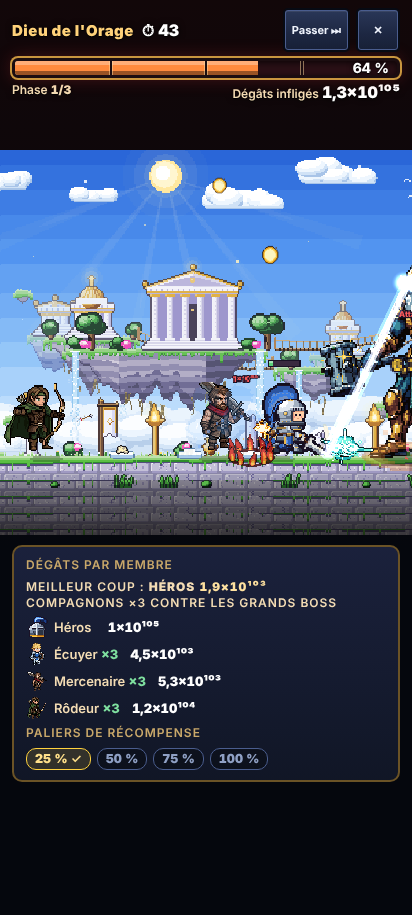 Dieu de l'Orage ⏱ 43
Passer ⏭
×
64 %
Phase 1/3
Dégâts infligés 1,3×10¹⁰⁵
DÉGÂTS PAR MEMBRE
MEILLEUR COUP : HÉROS 1,9×10¹⁰³
COMPAGNONS ×3 CONTRE LES GRANDS BOSS
Héros 1×10¹⁰⁵
Écuyer ×3 4,5×10¹⁰³
Mercenaire ×3 5,3×10¹⁰³
Rôdeur ×3 1,2×10¹⁰⁴
PALIERS DE RÉCOMPENSE
25 % ✓ 50 % 75 % 100 %